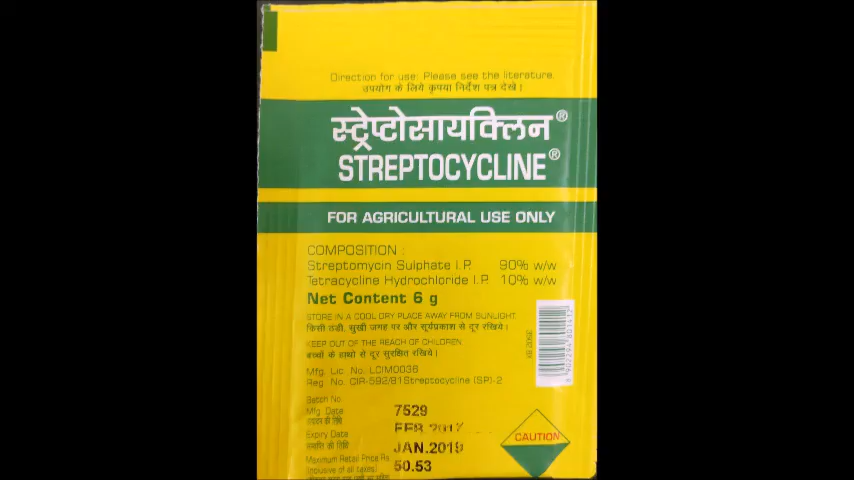 Direction for use: Please see the literature.
उपयोग के लिये कृपया निर्देश पत्र देखें।
स्ट्रेप्टोसायक्लिन®
STREPTOCYCLINE®
FOR AGRICULTURAL USE ONLY
COMPOSITION :
Streptomycin Sulphate I.P. 90% w/w
Tetracycline Hydrochloride I.P. 10% w/w
Net Content 6 g
STORE IN A COOL DRY PLACE AWAY FROM SUNLIGHT.
किसी ठंडी, सुखी जगह पर और सूर्यप्रकाश से दूर रखिये।
KEEP OUT OF THE REACH OF CHILDREN.
बच्चों के हाथो से दूर सुरक्षित रखिये।
Mfg. Lic. No. LCIM0036
Reg. No. CIR-592/81Streptocycline (SP)-2
Batch No. 7529
Mfg. Date FEB 2017
Expiry Date JAN.2019
Maximum Retail Price Rs. 50.53
(inclusive of all taxes)
CAUTION